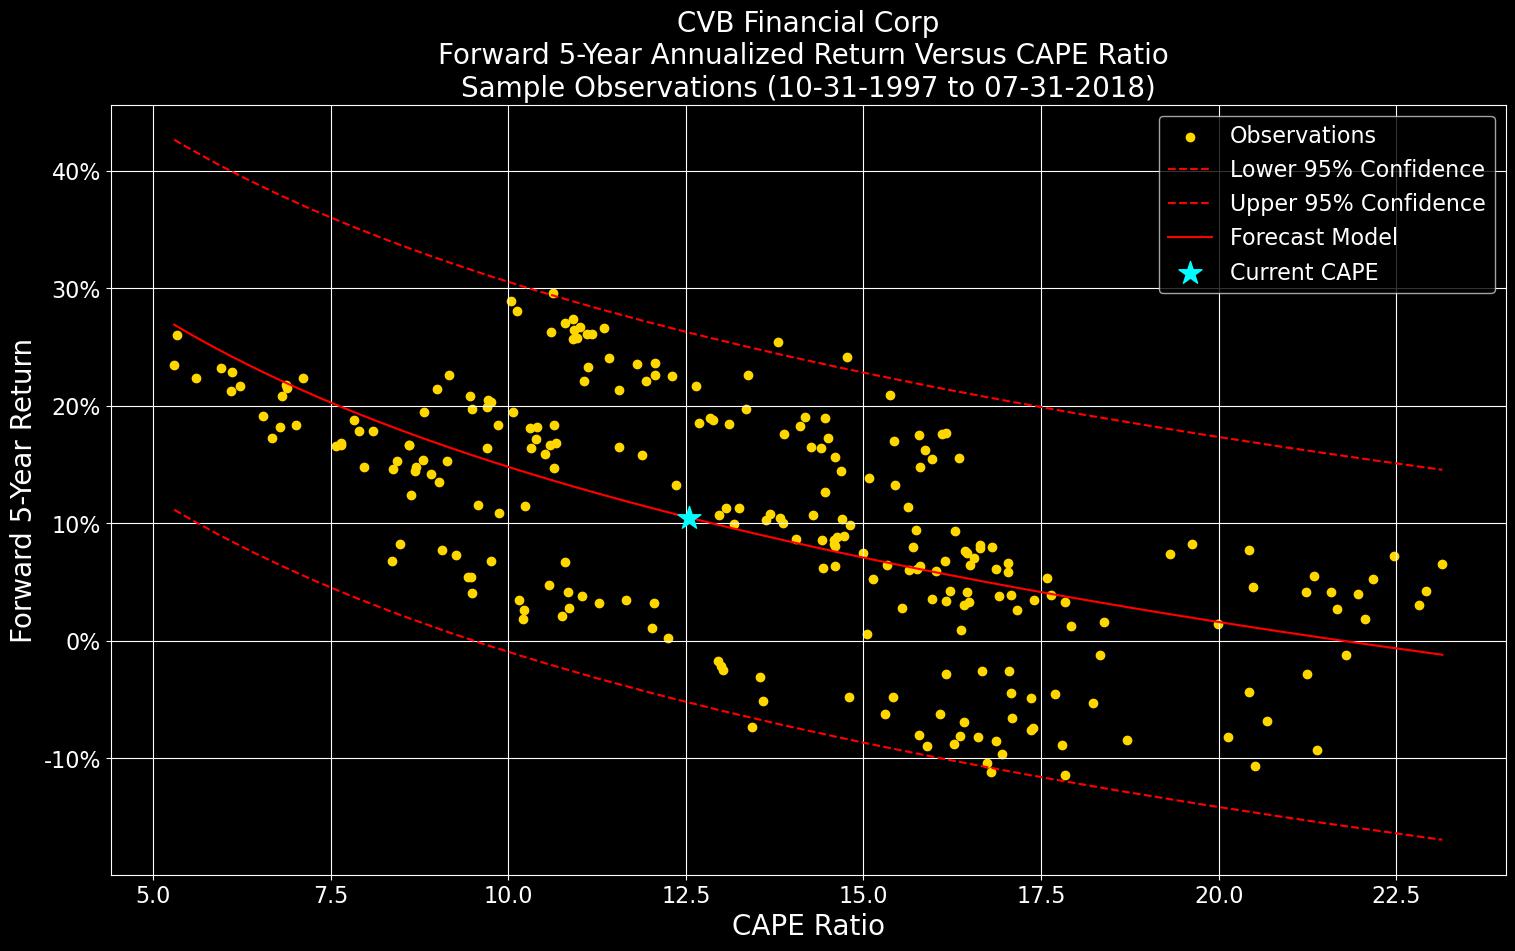 CVB Financial Corp
Forward 5-Year Annualized Return Versus CAPE Ratio
Sample Observations (10-31-1997 to 07-31-2018)
Observations
Lower 95% Confidence
Upper 95% Confidence
Forecast Model
Current CAPE
Forward 5-Year Return
40%
30%
20%
10%
0%
-10%
5.0 7.5 10.0 12.5 15.0 17.5 20.0 22.5
CAPE Ratio